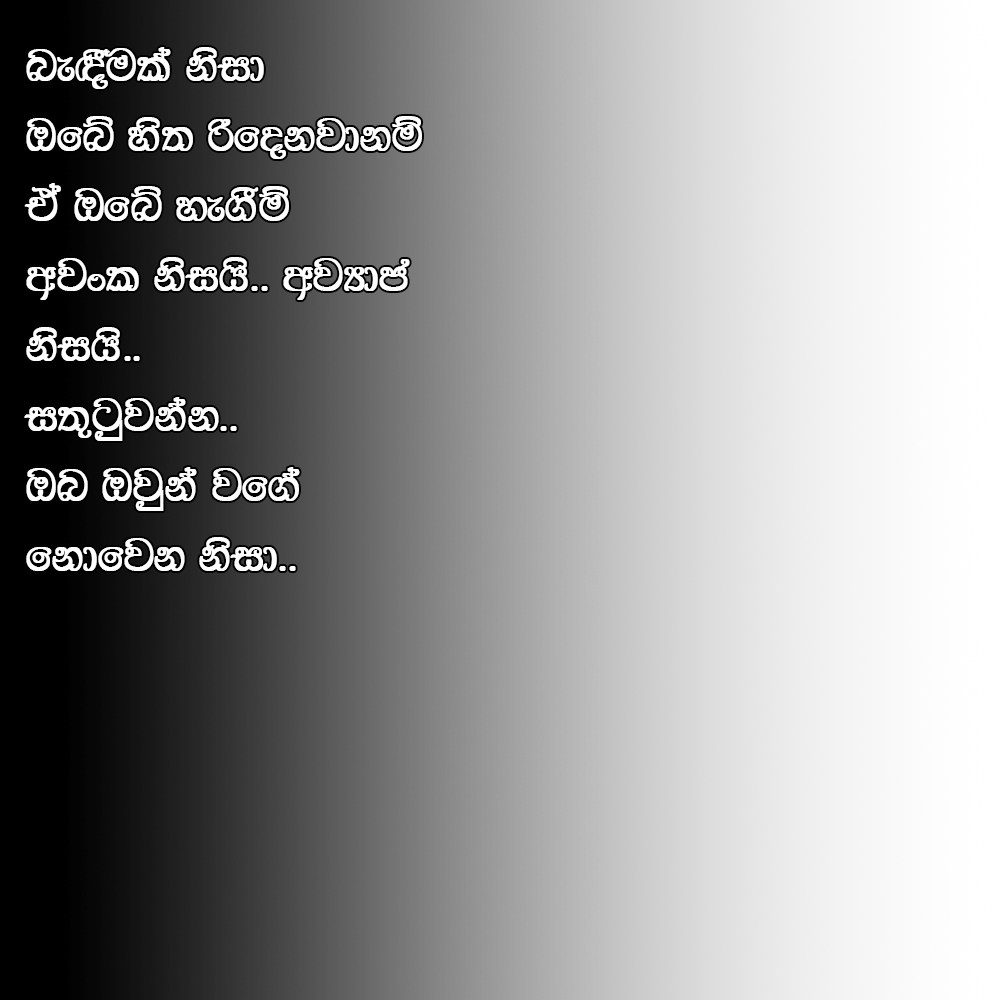 බැඳීමක් නිසා
ඔබේ හිත රිදෙනවානම්
ඒ ඔබේ හැගීම්
අවංක නිසයි.. අව්‍යාජ්
නිසයි..
සතුටුවන්න..
ඔබ ඔවුන් වගේ
නොවෙන නිසා..